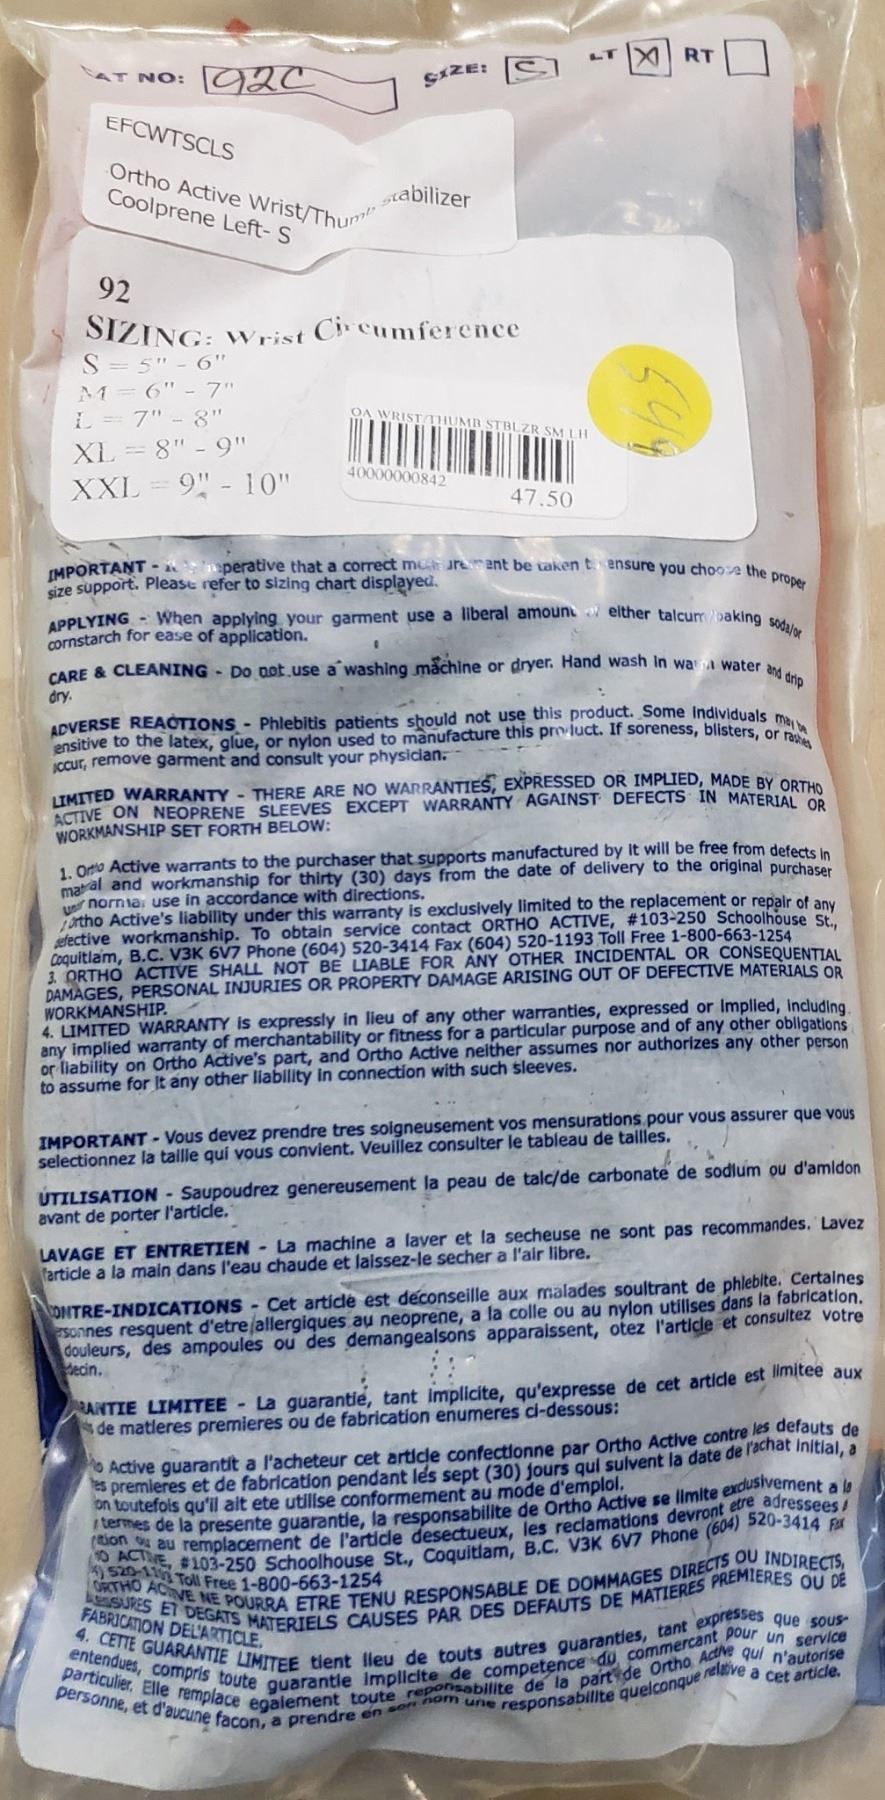 CAT NO: 92C SIZE: S LT X RT
EFCWTSCLS
Ortho Active Wrist/Thumb Stabilizer
Coolprene Left- S
92
SIZING: Wrist Circumference
S = 5" - 6"
M = 6" - 7"
L = 7" - 8"
XL = 8" - 9"
XXL = 9" - 10"
OA WRIST/THUMB STBLZR SM LH
40000000842
47.50
IMPORTANT - It is imperative that a correct measurement be taken to ensure you choose the proper
size support. Please refer to sizing chart displayed.
APPLYING - When applying your garment use a liberal amount of either talcum/baking soda/or
cornstarch for ease of application.
CARE & CLEANING - Do not use a washing machine or dryer. Hand wash in warm water and drip
dry.
ADVERSE REACTIONS - Phlebitis patients should not use this product. Some individuals may be
sensitive to the latex, glue, or nylon used to manufacture this product. If soreness, blisters, or rashes
occur, remove garment and consult your physician.
LIMITED WARRANTY - THERE ARE NO WARRANTIES, EXPRESSED OR IMPLIED, MADE BY ORTHO
ACTIVE ON NEOPRENE SLEEVES EXCEPT WARRANTY AGAINST DEFECTS IN MATERIAL OR
WORKMANSHIP SET FORTH BELOW:
1. Ortho Active warrants to the purchaser that supports manufactured by it will be free from defects in
material and workmanship for thirty (30) days from the date of delivery to the original purchaser
under normal use in accordance with directions.
Ortho Active's liability under this warranty is exclusively limited to the replacement or repair of any
defective workmanship. To obtain service contact ORTHO ACTIVE, #103-250 Schoolhouse St.,
Coquitlam, B.C. V3K 6V7 Phone (604) 520-3414 Fax (604) 520-1193 Toll Free 1-800-663-1254
3. ORTHO ACTIVE SHALL NOT BE LIABLE FOR ANY OTHER INCIDENTAL OR CONSEQUENTIAL
DAMAGES, PERSONAL INJURIES OR PROPERTY DAMAGE ARISING OUT OF DEFECTIVE MATERIALS OR
WORKMANSHIP.
4. LIMITED WARRANTY is expressly in lieu of any other warranties, expressed or implied, including
any implied warranty of merchantability or fitness for a particular purpose and of any other obligations
or liability on Ortho Active's part, and Ortho Active neither assumes nor authorizes any other person
to assume for it any other liability in connection with such sleeves.
IMPORTANT - Vous devez prendre tres soigneusement vos mensurations pour vous assurer que vous
selectionnez la taille qui vous convient. Veuillez consulter le tableau de tailles.
UTILISATION - Saupoudrez genereusement la peau de talc/de carbonate de sodium ou d'amidon
avant de porter l'article.
LAVAGE ET ENTRETIEN - La machine a laver et la secheuse ne sont pas recommandes. Lavez
l'article a la main dans l'eau chaude et laissez-le secher a l'air libre.
CONTRE-INDICATIONS - Cet article est deconseille aux malades soultrant de phlebite. Certaines
personnes resquent d'etre allergiques au neoprene, a la colle ou au nylon utilises dans la fabrication.
douleurs, des ampoules ou des demangealsons apparaissent, otez l'article et consultez votre
medecin.
GARANTIE LIMITEE - La guarantie, tant implicite, qu'expresse de cet article est limitee aux
de matieres premieres ou de fabrication enumeres ci-dessous:
Active guarantit a l'acheteur cet article confectionne par Ortho Active contre les defauts de
premieres et de fabrication pendant les sept (30) jours qui suivent la date de l'achat initial, a
on toutefois qu'il ait ete utilise conformement au mode d'emploi.
termes de la presente guarantie, la responsabilite de Ortho Active se limite exclusivement a la
ou au remplacement de l'article desectueux, les reclamations devront etre adressees
ACTIVE, #103-250 Schoolhouse St., Coquitlam, B.C. V3K 6V7 Phone (604) 520-3414 Fax
520-1193 Toll Free 1-800-663-1254
ORTHO ACTIVE NE POURRA ETRE TENU RESPONSABLE DE DOMMAGES DIRECTS OU INDIRECTS,
BLESSURES ET DEGATS MATERIELS CAUSES PAR DES DEFAUTS DE MATIERES PREMIERES OU DE
FABRICATION DEL'ARTICLE.
4. CETTE GUARANTIE LIMITEE tient lieu de touts autres guaranties, tant expresses que sous-
entendues, compris toute guarantie implicite de competence du commercant pour un service
particulier, Elle remplace egalement toute reponsabilite de la part de Ortho Active qui n'autorise
personne, et d'aucune facon, a prendre en son nom une responsabilite quelconque relative a cet article.